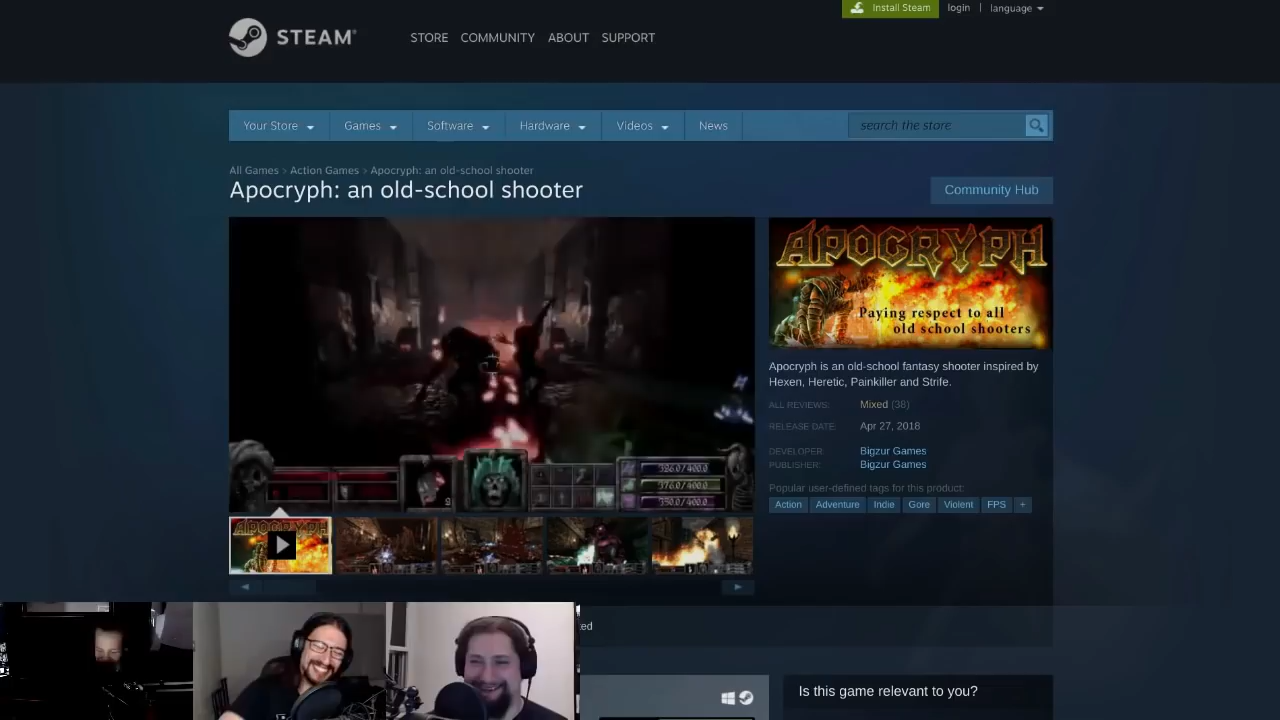 Install Steam
login | language
STEAM®
STORE COMMUNITY ABOUT SUPPORT
Your Store Games Software Hardware Videos News
search the store
All Games > Action Games > Apocryph: an old-school shooter
Apocryph: an old-school shooter
Community Hub
APOCRYPH
Paying respect to all
old school shooters
Apocryph is an old-school fantasy shooter inspired by
Hexen, Heretic, Painkiller and Strife.
ALL REVIEWS: Mixed (38)
RELEASE DATE: Apr 27, 2018
DEVELOPER: Bigzur Games
PUBLISHER: Bigzur Games
Popular user-defined tags for this product:
Action Adventure Indie Gore Violent FPS +
APOCRYPH
ed
Is this game relevant to you?